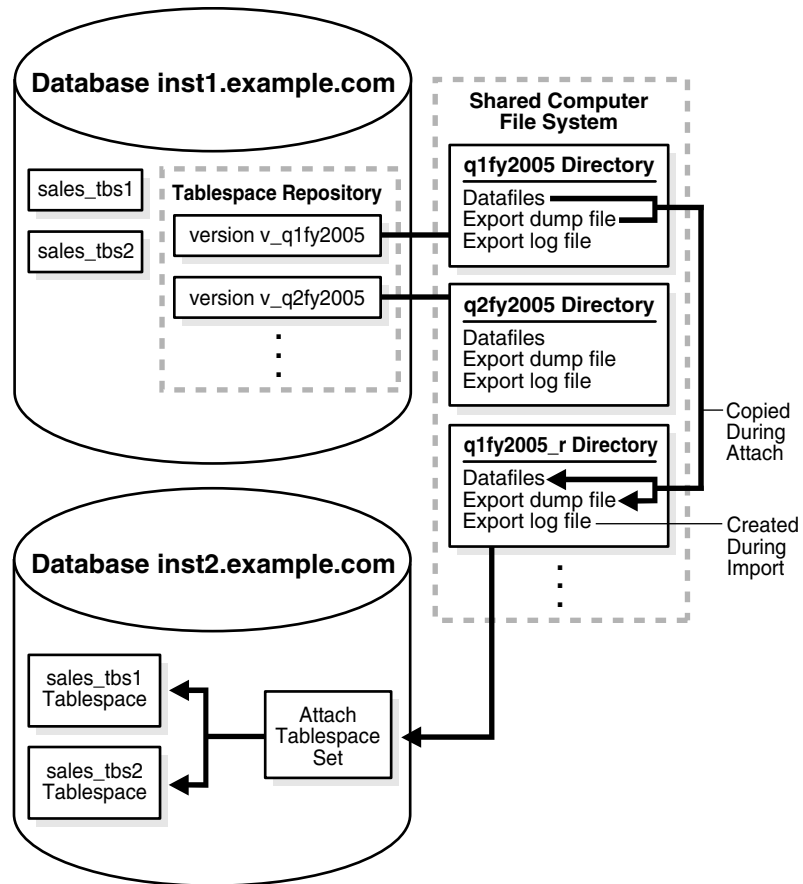 Database inst1.example.com
sales_tbs1
sales_tbs2
Tablespace Repository
version v_q1fy2005
version v_q2fy2005
Shared Computer
File System
q1fy2005 Directory
Datafiles
Export dump file
Export log file
q2fy2005 Directory
Datafiles
Export dump file
Export log file
Copied
During
Attach
q1fy2005_r Directory
Datafiles
Export dump file
Export log file
Created
During
Import
Database inst2.example.com
sales_tbs1
Tablespace
sales_tbs2
Tablespace
Attach
Tablespace
Set